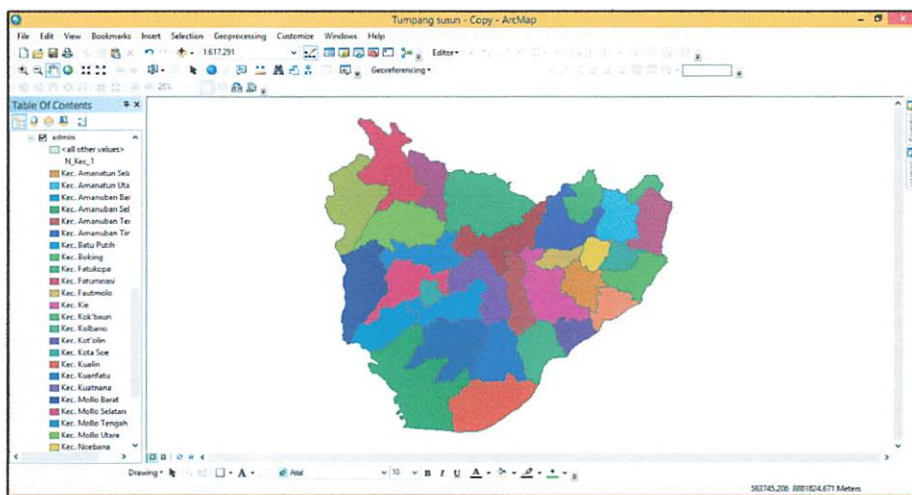 Tumpang susun - Copy - ArcMap
File Edit View Bookmarks Insert Selection Geoprocessing Customize Windows Help
1:617.291
Editor
Georeferencing
25%
Table Of Contents
admin
<all other values>
N_Kec_1
Kec. Amanatun Sela
Kec. Amanatun Uta
Kec. Amanuban Bar
Kec. Amanuban Sel
Kec. Amanuban Ten
Kec. Amanuban Tir
Kec. Batu Putih
Kec. Boking
Kec. Fatukopa
Kec. Fatumnasi
Kec. Fautmolo
Kec. Kie
Kec. Kok'baun
Kec. Kolbano
Kec. Kot'olin
Kec. Kota Soe
Kec. Kualin
Kec. Kuanfatu
Kec. Kuatnana
Kec. Mollo Barat
Kec. Mollo Selatan
Kec. Mollo Tengah
Kec. Mollo Utara
Kec. Noebana
Drawing A Arial 10 B I U A
583745,206 8881824,671 Meters